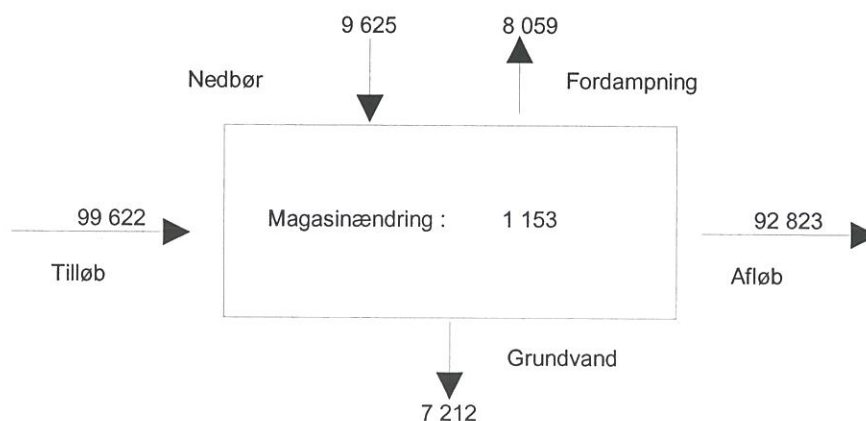 9 625
8 059
Nedbør
Fordampning
99 622
Magasinændring :
1 153
92 823
Tilløb
Afløb
Grundvand
7 212